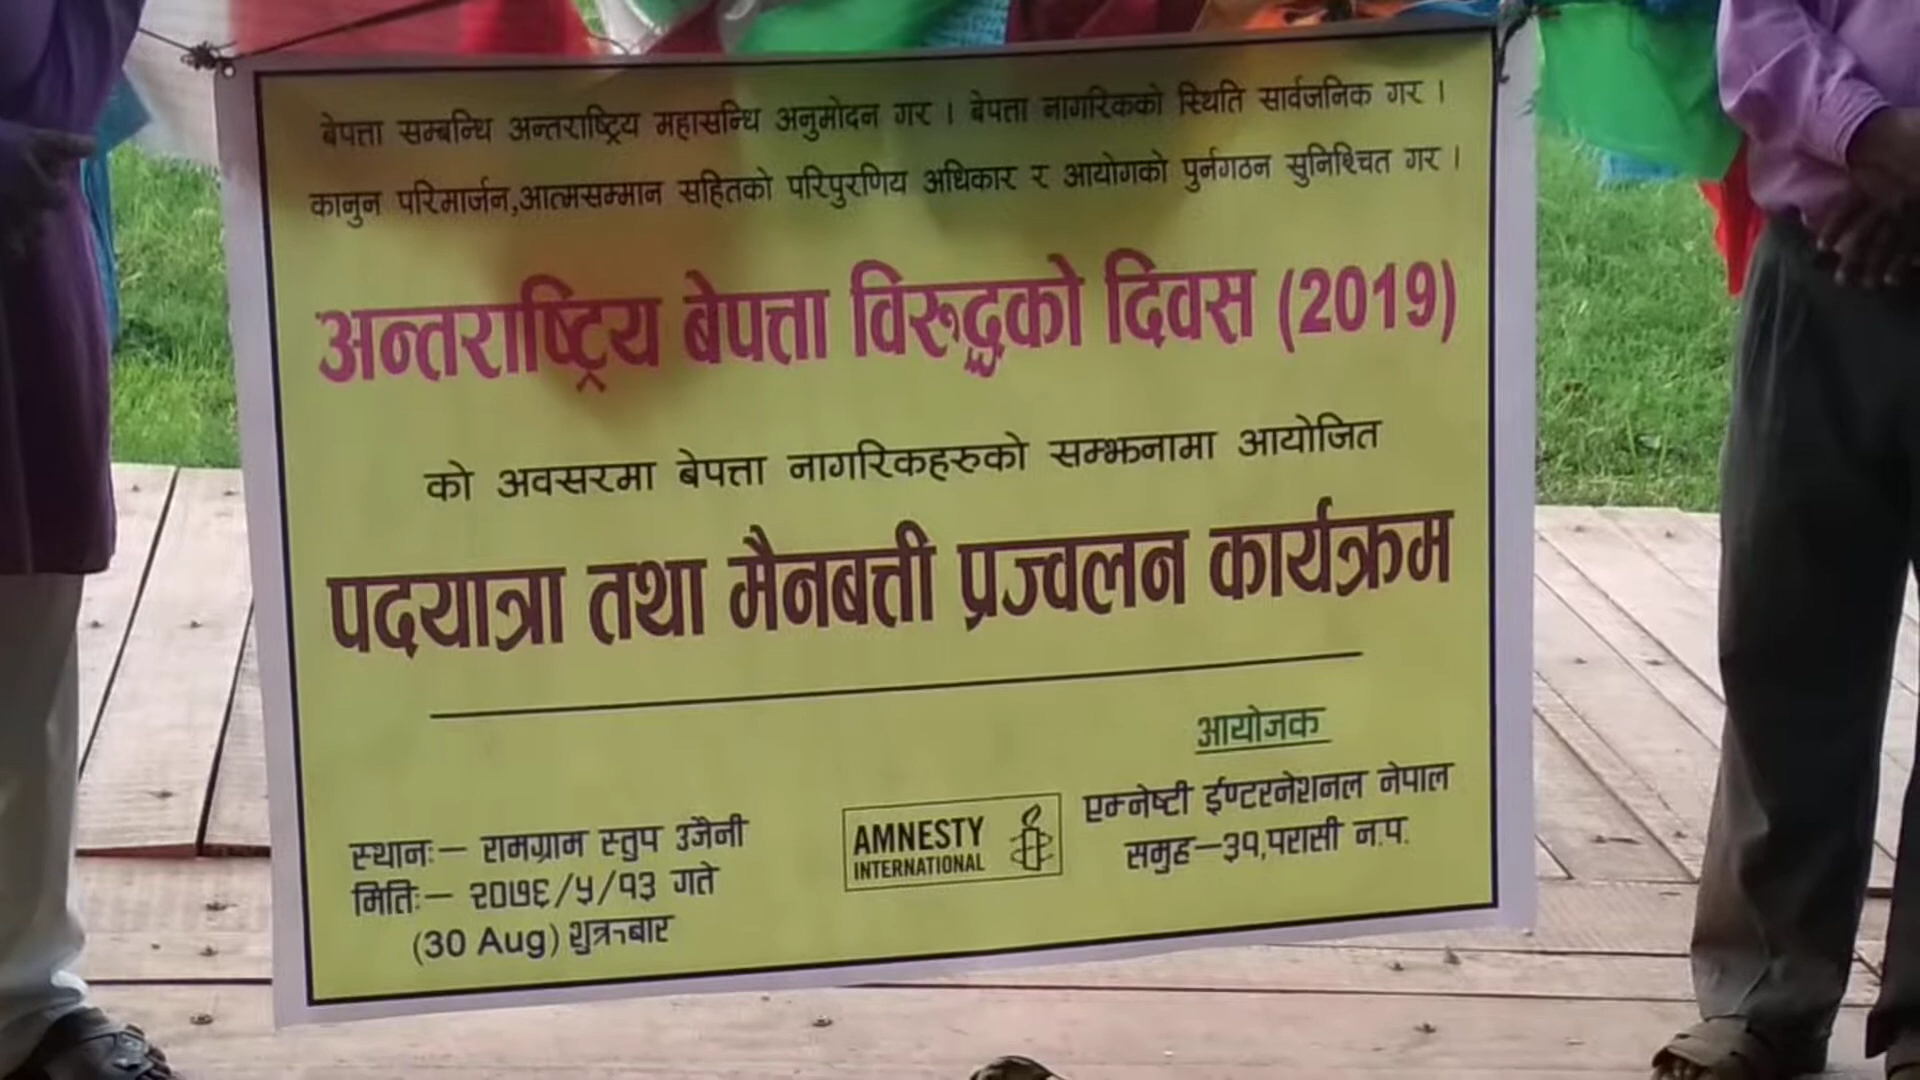 बेपत्ता सम्बन्धि अन्तराष्ट्रिय महासन्धि अनुमोदन गर । बेपत्ता नागरिकको स्थिति सार्वजनिक गर ।
कानुन परिमार्जन,आत्मसम्मान सहितको परिपुरणिय अधिकार र आयोगको पुर्नगठन सुनिश्चित गर ।
अन्तराष्ट्रिय बेपत्ता विरुद्धको दिवस (2019)
को अवसरमा बेपत्ता नागरिकहरुको सम्झनामा आयोजित
पदयात्रा तथा मैनबत्ती प्रज्वलन कार्यक्रम
आयोजक
एम्नेष्टी ईण्टरनेशनल नेपाल
समुह–३१,परासी न.प.
AMNESTY
INTERNATIONAL
स्थानः– रामग्राम स्तुप उजैनी
मितिः– २०७६/५/१३ गते
(30 Aug) शुक्रबार